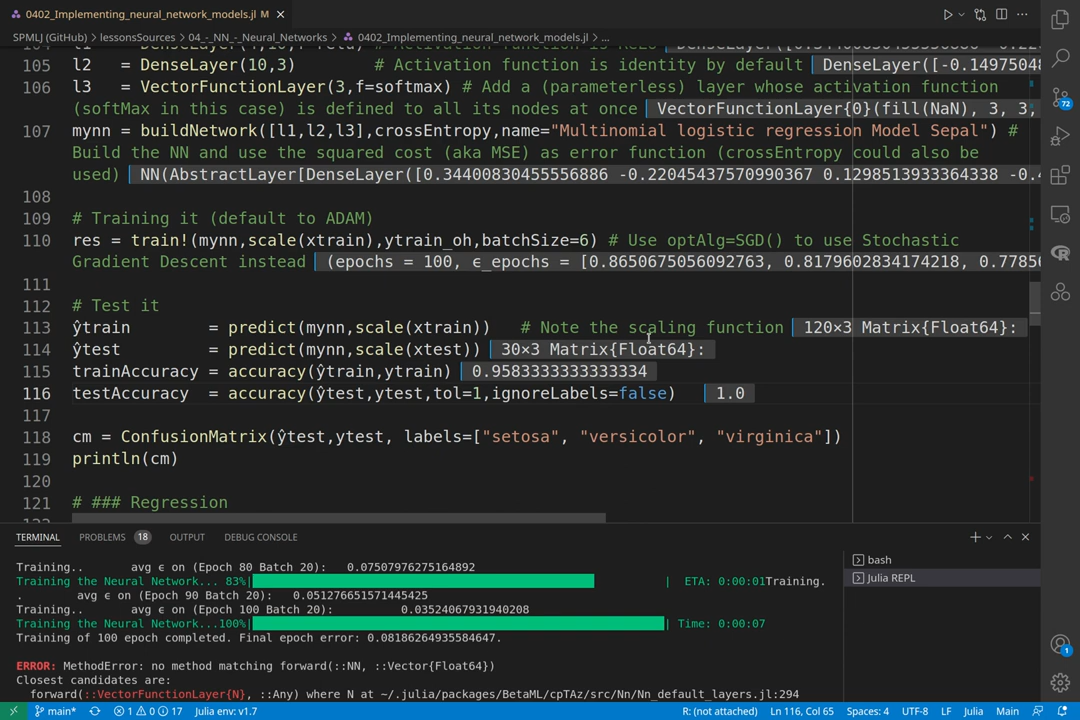 0402_Implementing_neural_network_models.jl M
SPMLJ (GitHub) > lessonsSources > 04_-_NN_-_Neural_Networks > 0402_Implementing_neural_network_models.jl > ...
105 l2 = DenseLayer(10,3) # Activation function is identity by default DenseLayer([-0.14975048
106 l3 = VectorFunctionLayer(3,f=softmax) # Add a (parameterless) layer whose activation function
(softMax in this case) is defined to all its nodes at once VectorFunctionLayer{0}(fill(NaN), 3, 3,
107 mynn = buildNetwork([l1,l2,l3],crossEntropy,name="Multinomial logistic regression Model Sepal") #
Build the NN and use the squared cost (aka MSE) as error function (crossEntropy could also be
used) NN(AbstractLayer[DenseLayer([0.34400830455556886 -0.22045437570990367 0.1298513933364338 -0.4
108
109 # Training it (default to ADAM)
110 res = train!(mynn,scale(xtrain),ytrain_oh,batchSize=6) # Use optAlg=SGD() to use Stochastic
Gradient Descent instead (epochs = 100, ϵ_epochs = [0.8650675056092763, 0.8179602834174218, 0.7785
111
112 # Test it
113 ŷtrain = predict(mynn,scale(xtrain)) # Note the scaling function 120×3 Matrix{Float64}:
114 ŷtest = predict(mynn,scale(xtest)) 30×3 Matrix{Float64}:
115 trainAccuracy = accuracy(ŷtrain,ytrain) 0.9583333333333334
116 testAccuracy = accuracy(ŷtest,ytest,tol=1,ignoreLabels=false) 1.0
117
118 cm = ConfusionMatrix(ŷtest,ytest, labels=["setosa", "versicolor", "virginica"])
119 println(cm)
120
121 # ### Regression
TERMINAL PROBLEMS 18 OUTPUT DEBUG CONSOLE
Training.. avg ϵ on (Epoch 80 Batch 20): 0.07507976275164892
Training the Neural Network... 83%| | ETA: 0:00:01Training.
. avg ϵ on (Epoch 90 Batch 20): 0.051276651571445425
Training.. avg ϵ on (Epoch 100 Batch 20): 0.03524067931940208
Training the Neural Network...100%| | Time: 0:00:07
Training of 100 epoch completed. Final epoch error: 0.08186264935584647.
ERROR: MethodError: no method matching forward(::NN, ::Vector{Float64})
Closest candidates are:
forward(::VectorFunctionLayer{N}, ::Any) where N at ~/.julia/packages/BetaML/cpTAz/src/Nn/Nn_default_layers.jl:294
bash
Julia REPL
72
1
main* 1 0 17 Julia env: v1.7 R: (not attached) Ln 116, Col 65 Spaces: 4 UTF-8 LF Julia Main